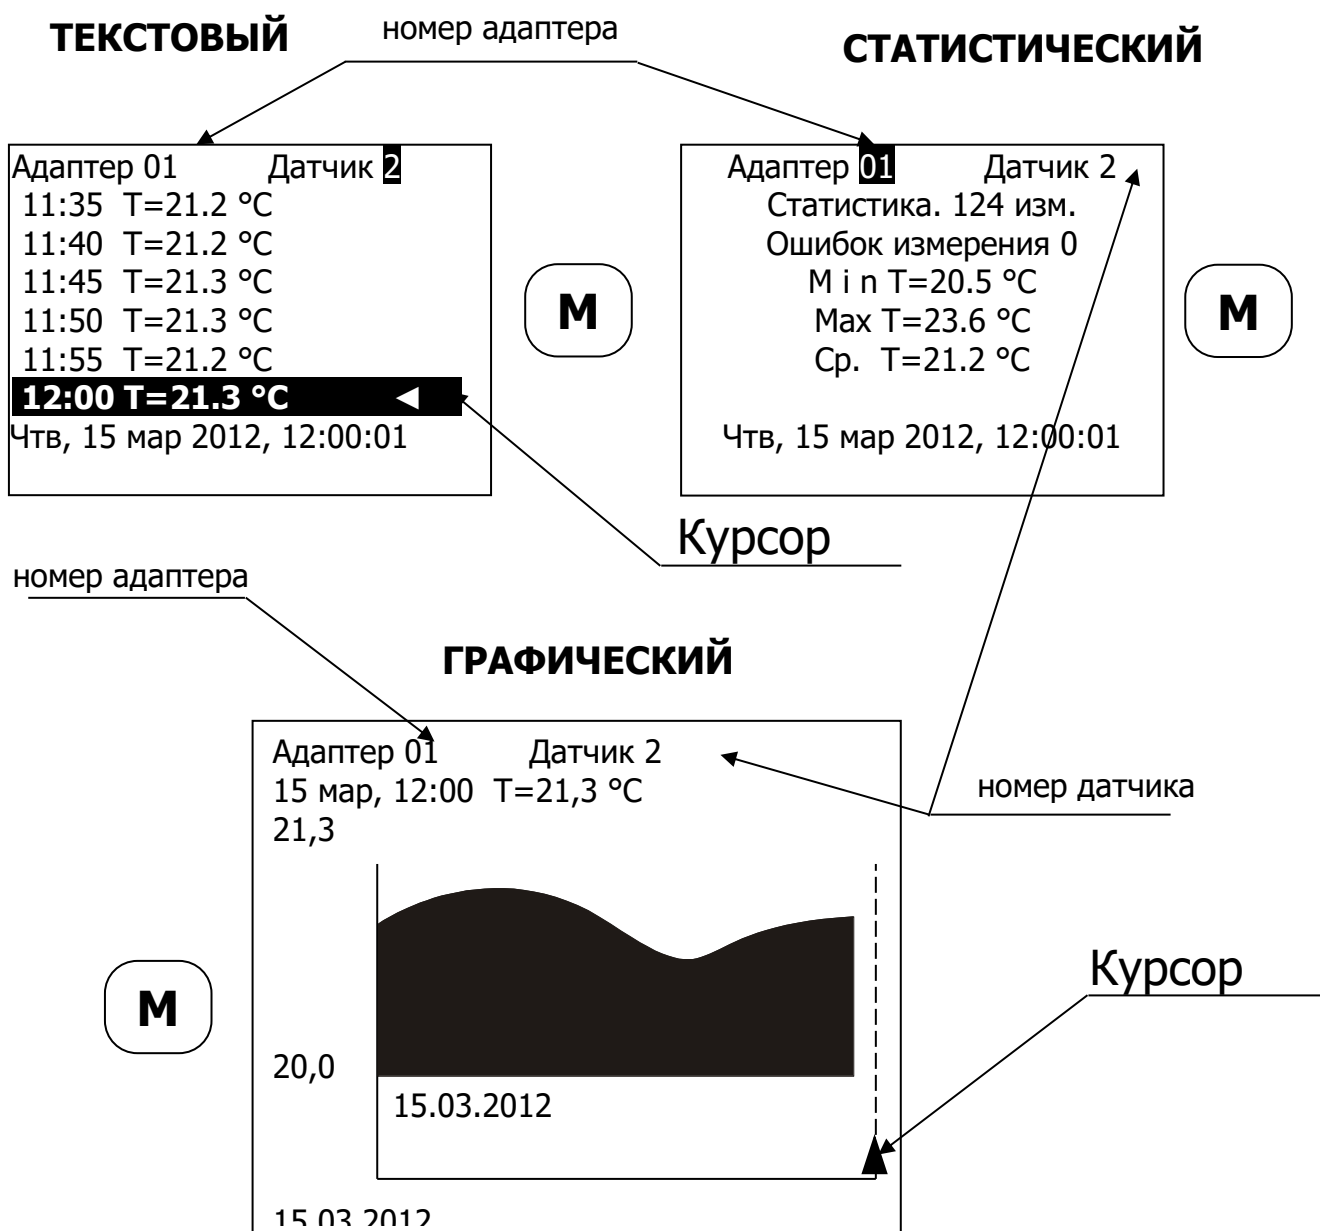 ТЕКСТОВЫЙ
номер адаптера
СТАТИСТИЧЕСКИЙ
Адаптер 01 Датчик 2
11:35 T=21.2 °C
11:40 T=21.2 °C
11:45 T=21.3 °C
11:50 T=21.3 °C
11:55 T=21.2 °C
12:00 T=21.3 °C ◄
Чтв, 15 мар 2012, 12:00:01
М
Адаптер 01 Датчик 2
Статистика. 124 изм.
Ошибок измерения 0
M i n T=20.5 °C
Max T=23.6 °C
Ср. T=21.2 °C
Чтв, 15 мар 2012, 12:00:01
М
Курсор
номер адаптера
ГРАФИЧЕСКИЙ
Адаптер 01 Датчик 2
15 мар, 12:00 T=21,3 °C
21,3
номер датчика
Курсор
М
20,0
15.03.2012
15.03.2012